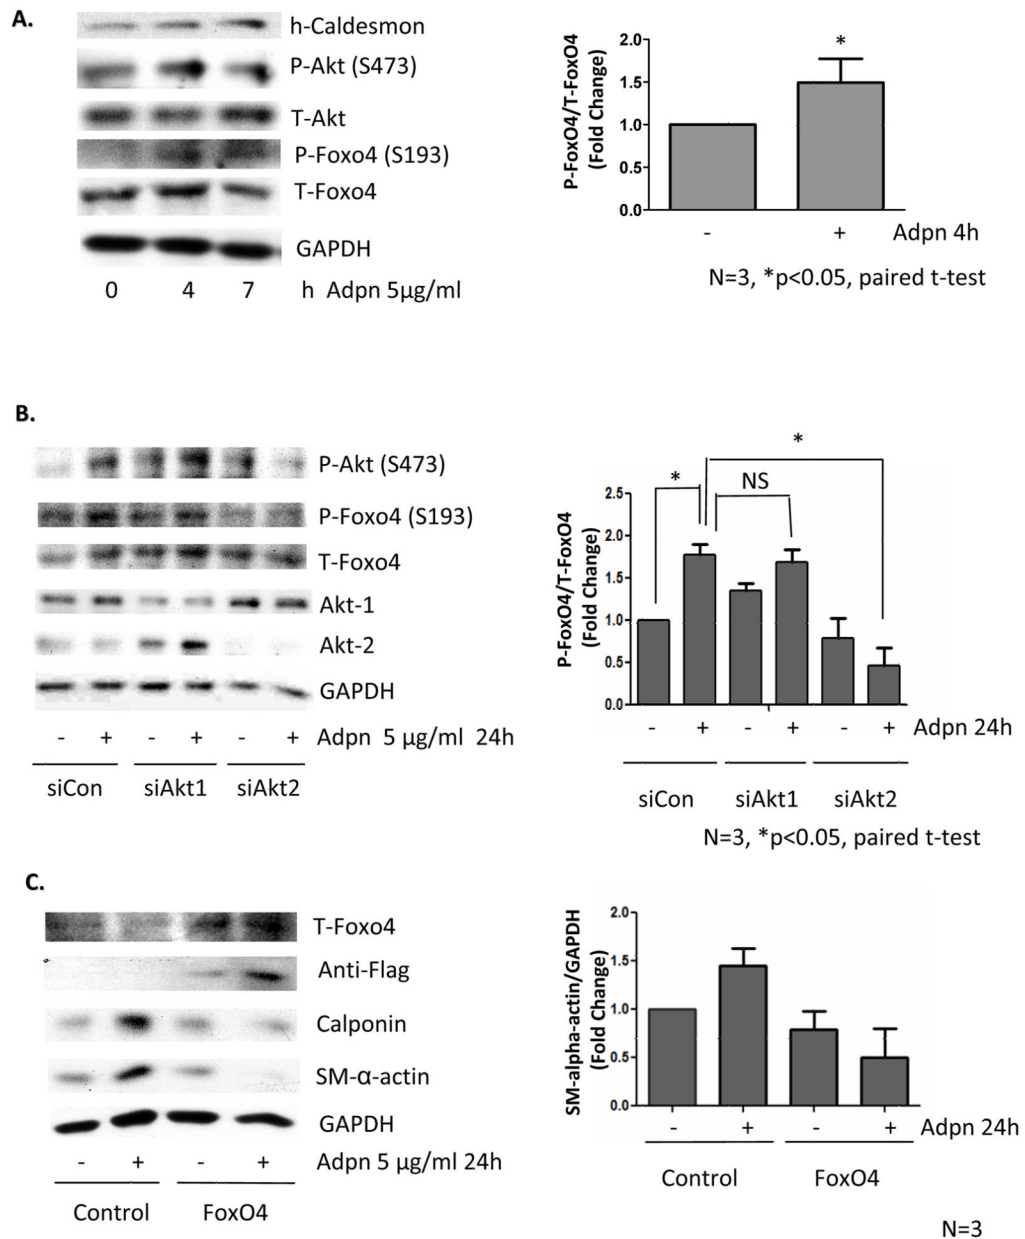 A.
h-Caldesmon
P-Akt (S473)
T-Akt
P-Foxo4 (S193)
T-Foxo4
GAPDH
0 4 7 h Adpn 5µg/ml
P-FoxO4/T-FoxO4
(Fold Change)
2.0
1.5
1.0
0.5
0.0
*
- + Adpn 4h
N=3, *p<0.05, paired t-test
B.
P-Akt (S473)
P-Foxo4 (S193)
T-Foxo4
Akt-1
Akt-2
GAPDH
- + - + - + Adpn 5 µg/ml 24h
siCon siAkt1 siAkt2
P-FoxO4/T-FoxO4
(Fold Change)
2.5
2.0
1.5
1.0
0.5
0.0
*
* NS
- + - + - + Adpn 24h
siCon siAkt1 siAkt2
N=3, *p<0.05, paired t-test
C.
T-Foxo4
Anti-Flag
Calponin
SM-α-actin
GAPDH
- + - + Adpn 5 µg/ml 24h
Control FoxO4
SM-alpha-actin/GAPDH
(Fold Change)
2.0
1.5
1.0
0.5
0.0
- + - + Adpn 24h
Control FoxO4
N=3